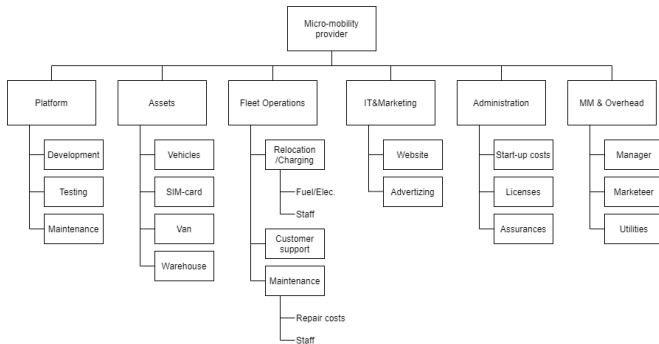 Micro-mobility
provider
Platform
Assets
Fleet Operations
IT&Marketing
Administration
MM & Overhead
Development
Testing
Maintenance
Vehicles
SIM-card
Van
Warehouse
Relocation
/Charging
Fuel/Elec.
Staff
Customer
support
Maintenance
Repair costs
Staff
Website
Advertizing
Start-up costs
Licenses
Assurances
Manager
Marketeer
Utilities